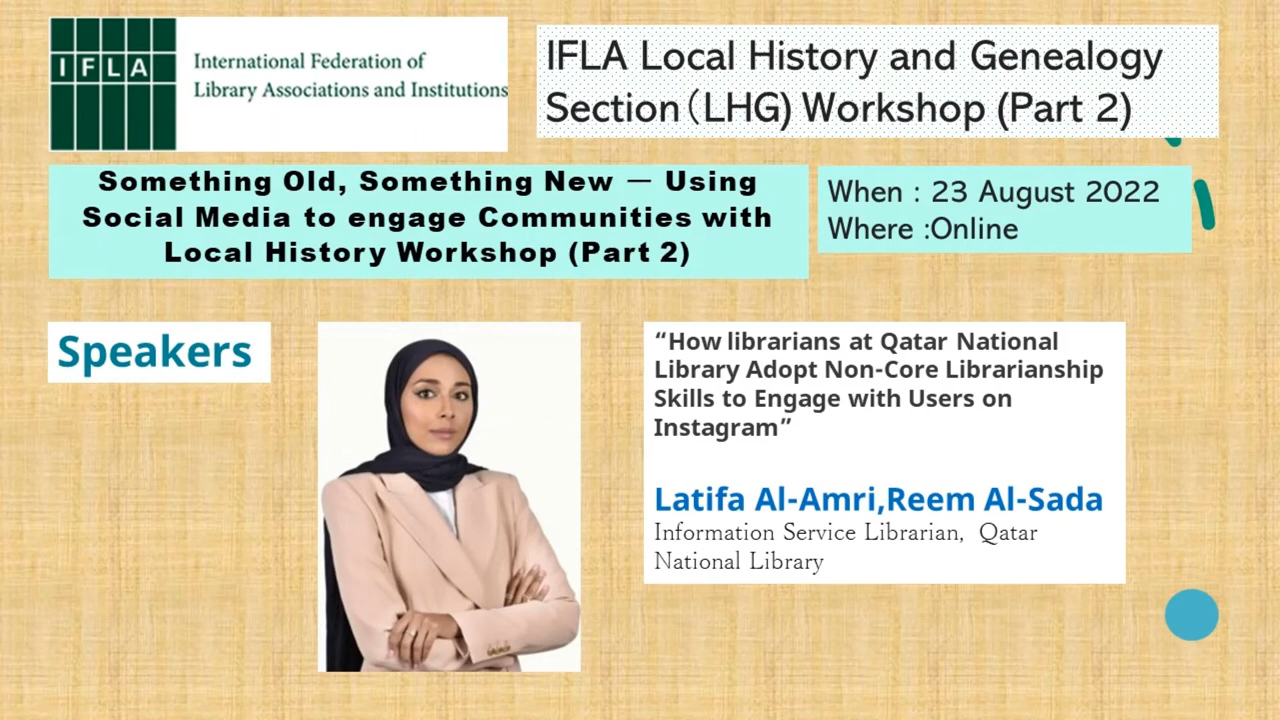 IFLA
International Federation of
Library Associations and Institutions
IFLA Local History and Genealogy
Section（LHG) Workshop (Part 2)
Something Old, Something New — Using
Social Media to engage Communities with
Local History Workshop (Part 2)
When : 23 August 2022
Where :Online
Speakers
“How librarians at Qatar National
Library Adopt Non-Core Librarianship
Skills to Engage with Users on
Instagram”
Latifa Al-Amri,Reem Al-Sada
Information Service Librarian, Qatar
National Library